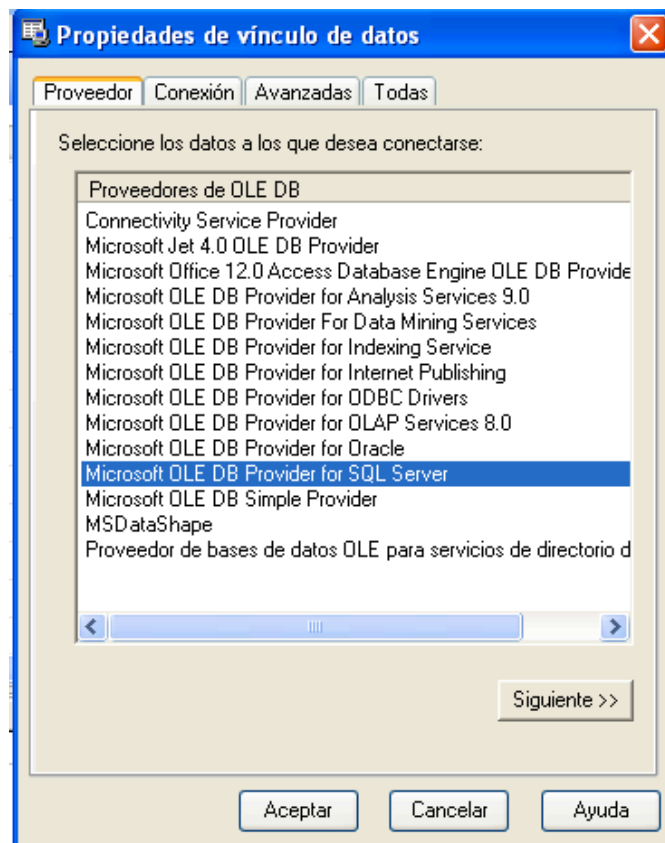 Propiedades de vínculo de datos
Proveedor Conexión Avanzadas Todas
Seleccione los datos a los que desea conectarse:
Proveedores de OLE DB
Connectivity Service Provider
Microsoft Jet 4.0 OLE DB Provider
Microsoft Office 12.0 Access Database Engine OLE DB Provide
Microsoft OLE DB Provider for Analysis Services 9.0
Microsoft OLE DB Provider For Data Mining Services
Microsoft OLE DB Provider for Indexing Service
Microsoft OLE DB Provider for Internet Publishing
Microsoft OLE DB Provider for ODBC Drivers
Microsoft OLE DB Provider for OLAP Services 8.0
Microsoft OLE DB Provider for Oracle
Microsoft OLE DB Provider for SQL Server
Microsoft OLE DB Simple Provider
MSDataShape
Proveedor de bases de datos OLE para servicios de directorio d
Siguiente >>
Aceptar Cancelar Ayuda